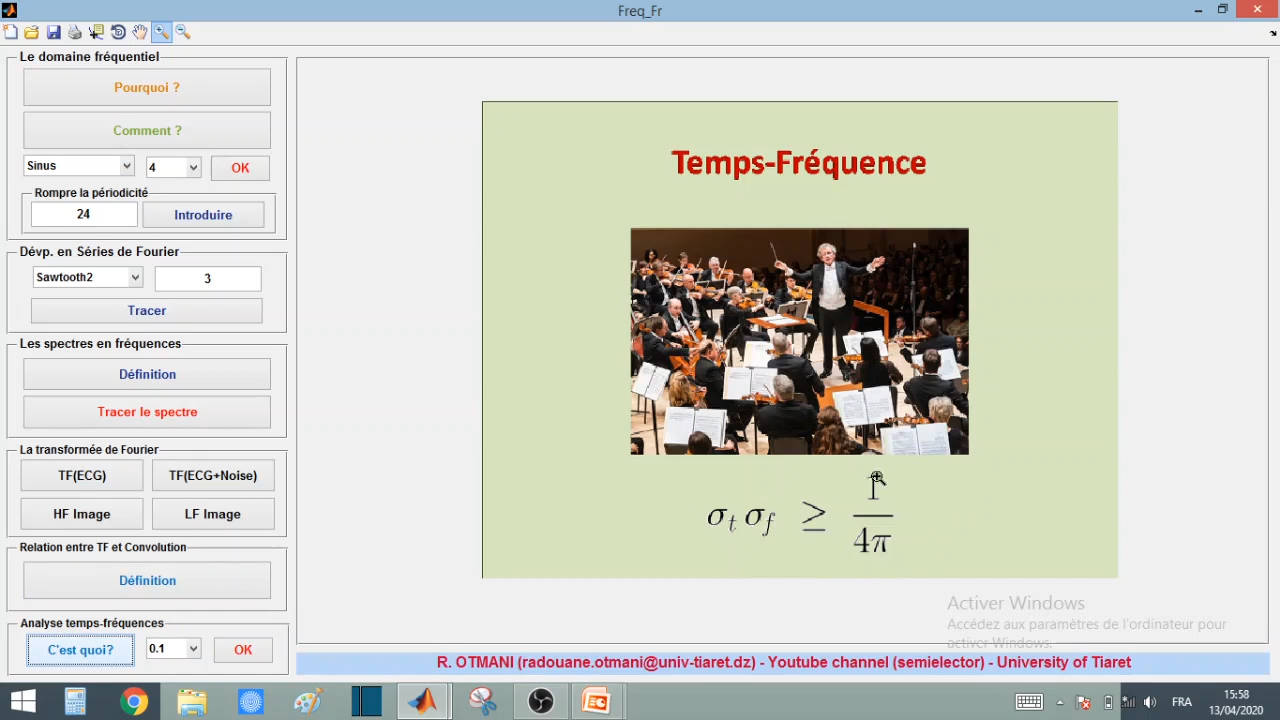 Freq_Fr
Le domaine fréquentiel
Pourquoi ?
Comment ?
Sinus
4
OK
Rompre la périodicité
24
Introduire
Dévp. en Séries de Fourier
Sawtooth2
3
Tracer
Les spectres en fréquences
Définition
Tracer le spectre
La transformée de Fourier
TF(ECG)
TF(ECG+Noise)
HF Image
LF Image
Relation entre TF et Convolution
Définition
Analyse temps-fréquences
C'est quoi?
0.1
OK
Temps-Fréquence
σt σf ≥ 1/4π
Activer Windows
Accédez aux paramètres de l'ordinateur pour
activer Windows.
R. OTMANI (radouane.otmani@univ-tiaret.dz) - Youtube channel (semielector) - University of Tiaret
FRA
15:58
13/04/2020